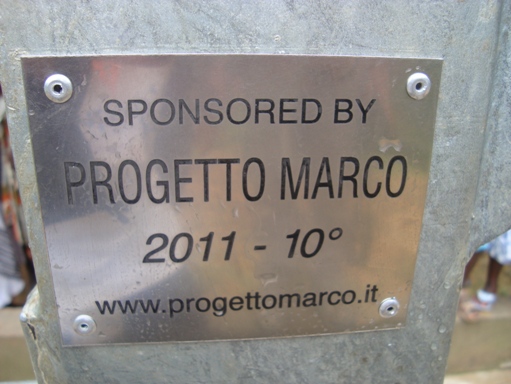 SPONSORED BY
PROGETTO MARCO
2011 - 10°
www.progettomarco.it